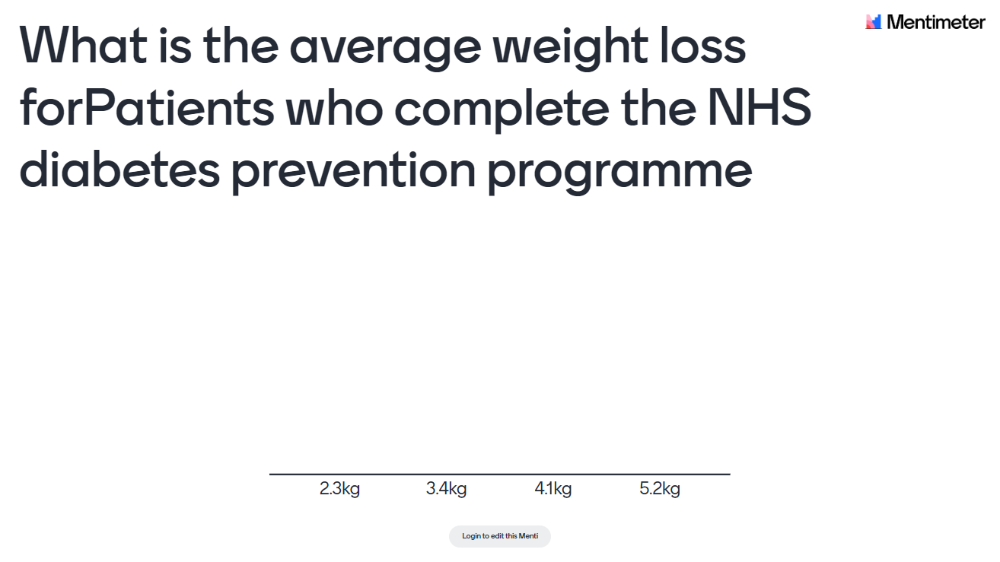 Mentimeter
What is the average weight loss
forPatients who complete the NHS
diabetes prevention programme
2.3kg 3.4kg 4.1kg 5.2kg
Login to edit this Menti